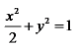 x²/2 + y² = 1